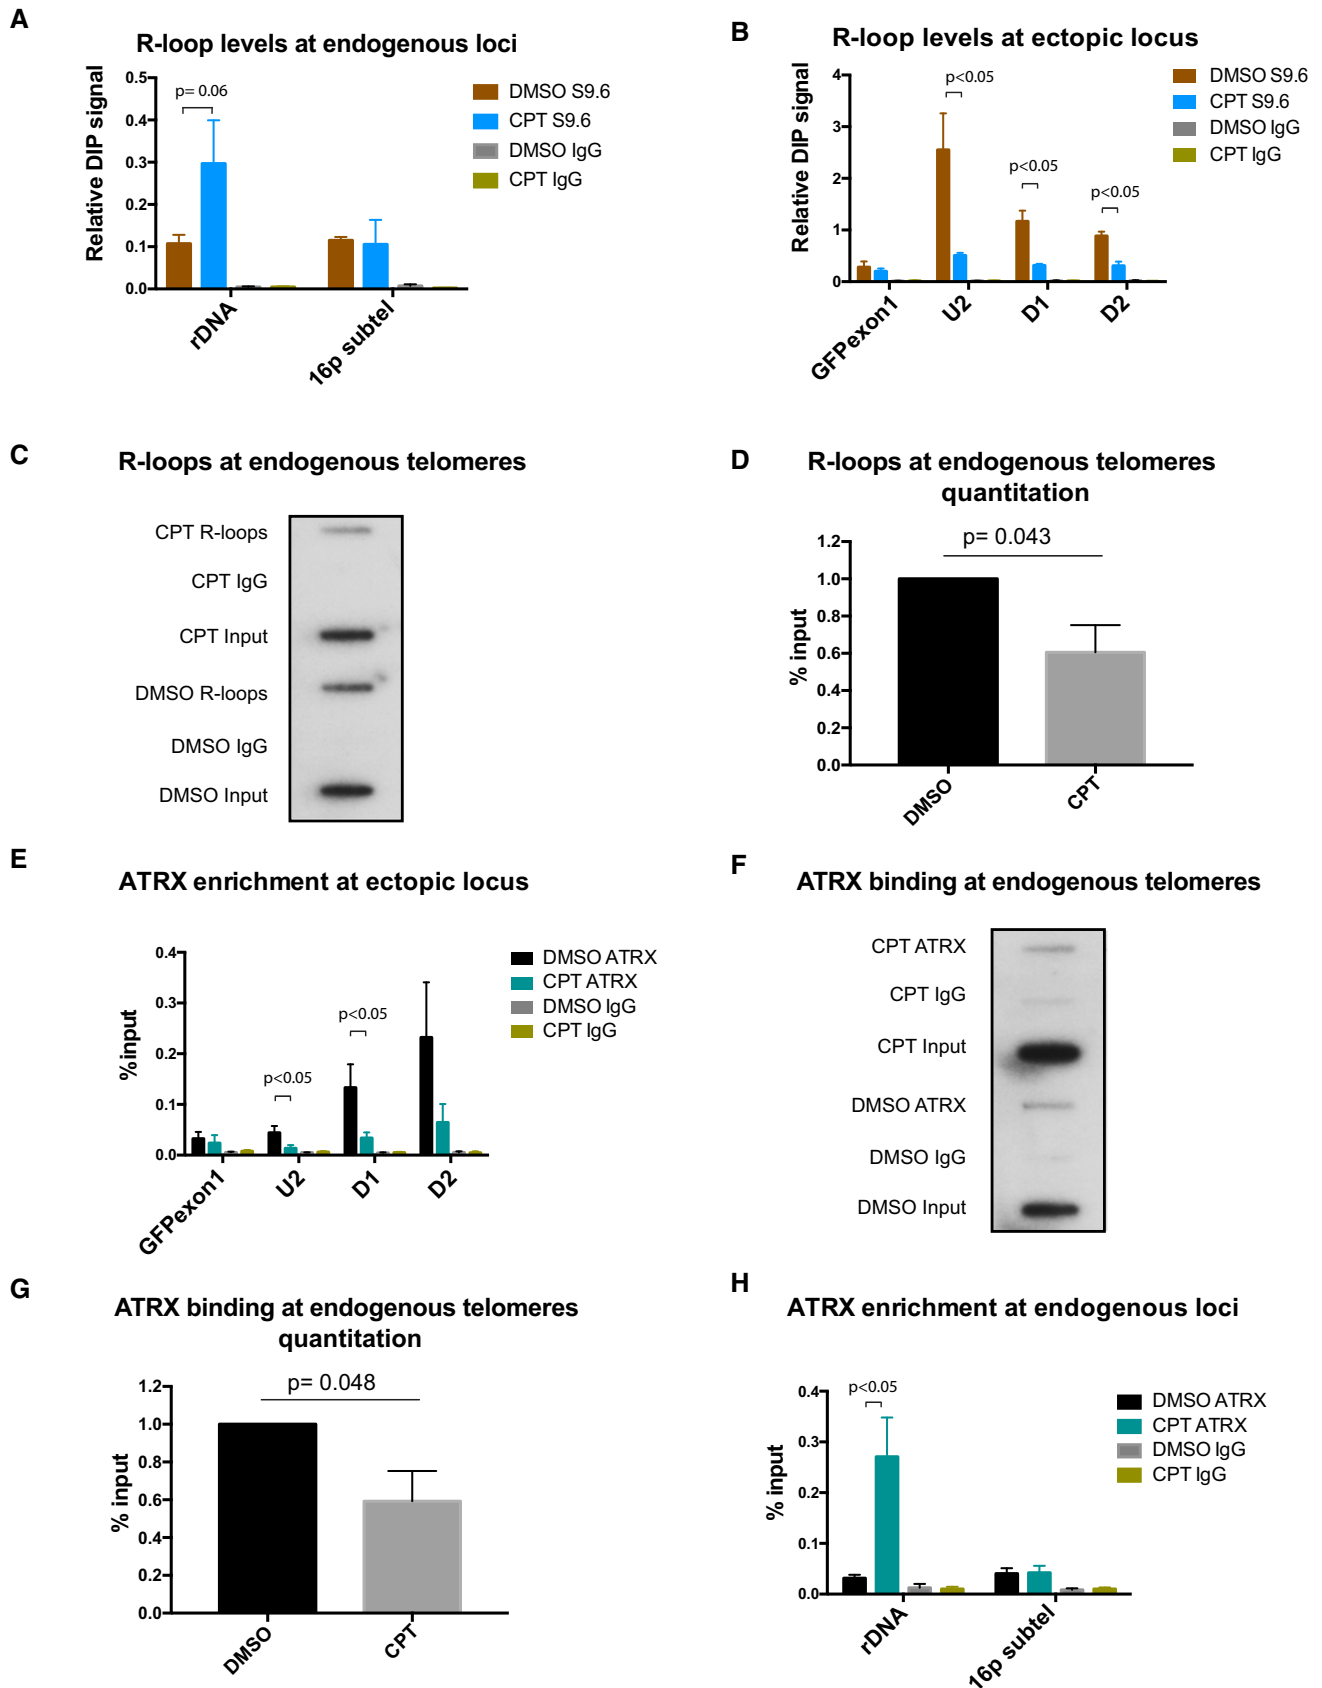 A
R-loop levels at endogenous loci
Relative DIP signal
0.5
0.4
0.3
0.2
0.1
0.0
p= 0.06
rDNA
16p subtel
DMSO S9.6
CPT S9.6
DMSO IgG
CPT IgG
B
R-loop levels at ectopic locus
Relative DIP signal
4
3
2
1
0
p<0.05
p<0.05
p<0.05
GFPexon1
U2
D1
D2
DMSO S9.6
CPT S9.6
DMSO IgG
CPT IgG
C
R-loops at endogenous telomeres
CPT R-loops
CPT IgG
CPT Input
DMSO R-loops
DMSO IgG
DMSO Input
D
R-loops at endogenous telomeres
quantitation
% input
1.2
1.0
0.8
0.6
0.4
0.2
0.0
p= 0.043
DMSO
CPT
E
ATRX enrichment at ectopic locus
%input
0.4
0.3
0.2
0.1
0.0
p<0.05
p<0.05
GFPexon1
U2
D1
D2
DMSO ATRX
CPT ATRX
DMSO IgG
CPT IgG
F
ATRX binding at endogenous telomeres
CPT ATRX
CPT IgG
CPT Input
DMSO ATRX
DMSO IgG
DMSO Input
G
ATRX binding at endogenous telomeres
quantitation
% input
1.2
1.0
0.8
0.6
0.4
0.2
0.0
p= 0.048
DMSO
CPT
H
ATRX enrichment at endogenous loci
% input
0.4
0.3
0.2
0.1
0.0
p<0.05
rDNA
16p subtel
DMSO ATRX
CPT ATRX
DMSO IgG
CPT IgG